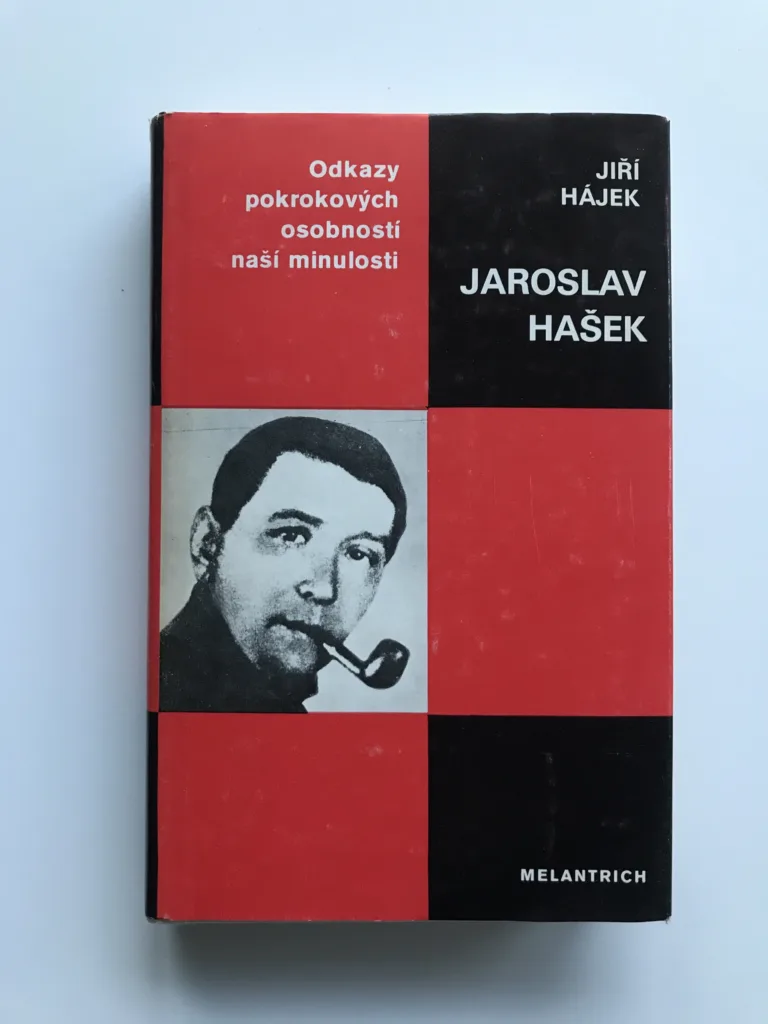 Odkazy
pokrokových
osobností
naší minulosti
JIŘÍ
HÁJEK
JAROSLAV
HAŠEK
MELANTRICH